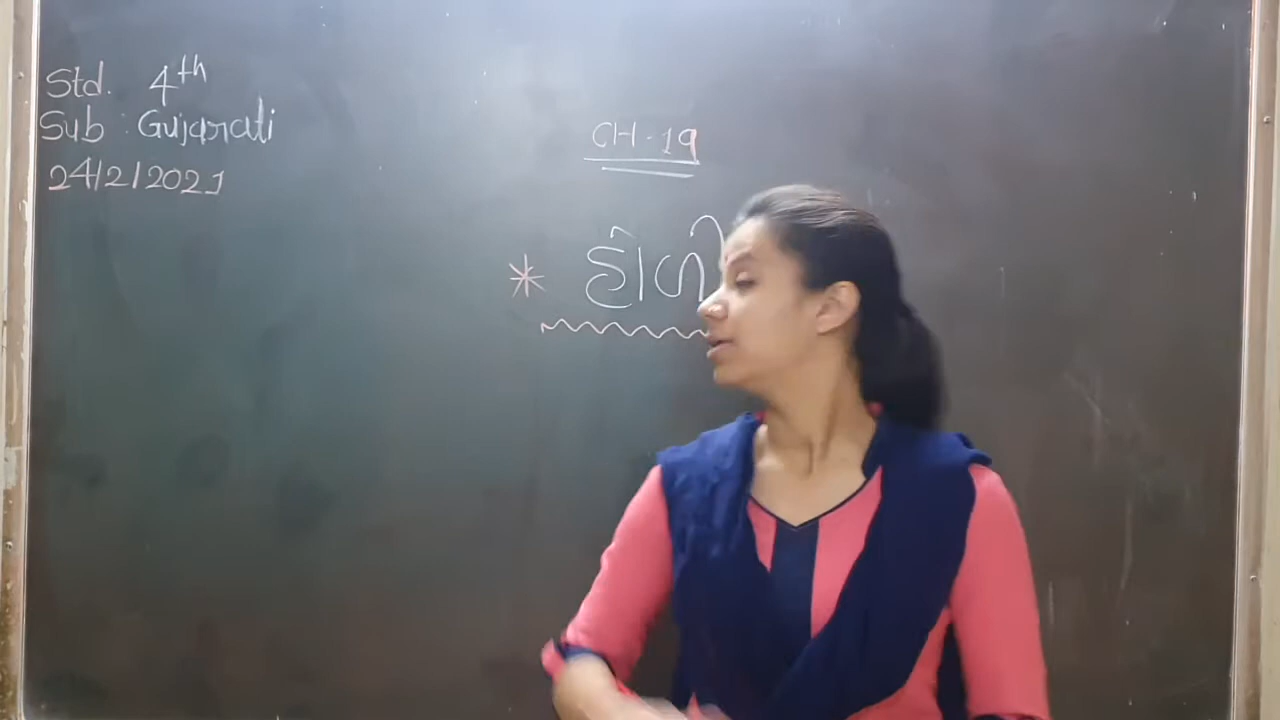 Std. 4th
Sub : Gujarati
24/2/2021
CH-19
* હોળી